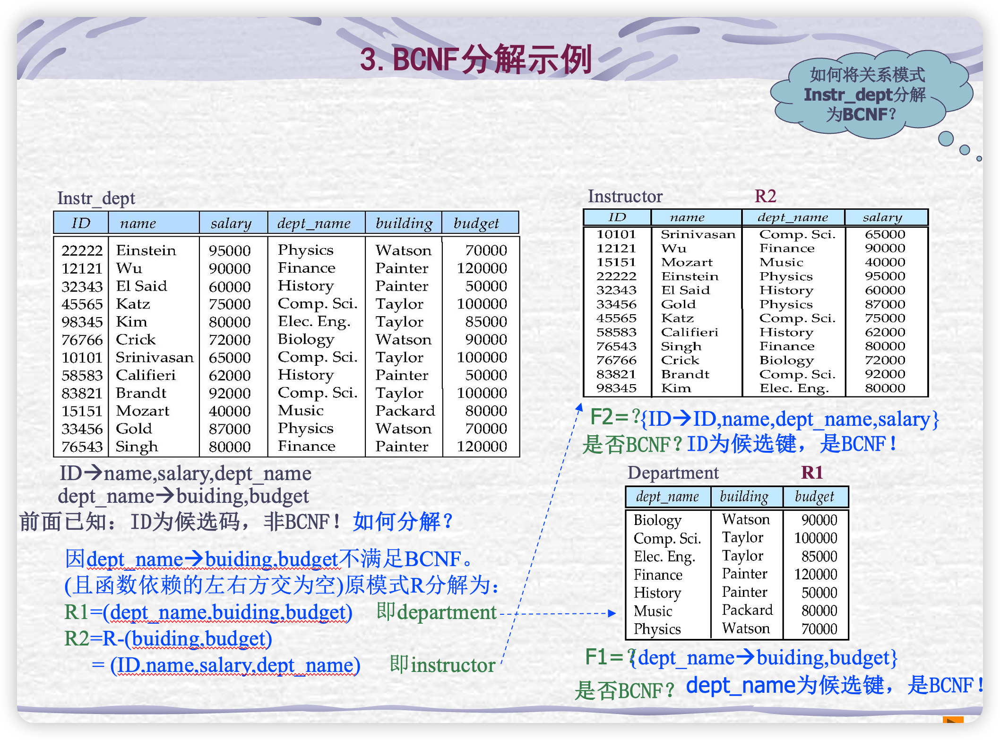 3.BCNF分解示例
如何将关系模式
Instr_dept分解
为BCNF?
Instr_dept
ID name salary dept_name building budget
22222 Einstein 95000 Physics Watson 70000
12121 Wu 90000 Finance Painter 120000
32343 El Said 60000 History Painter 50000
45565 Katz 75000 Comp. Sci. Taylor 100000
98345 Kim 80000 Elec. Eng. Taylor 85000
76766 Crick 72000 Biology Watson 90000
10101 Srinivasan 65000 Comp. Sci. Taylor 100000
58583 Califieri 62000 History Painter 50000
83821 Brandt 92000 Comp. Sci. Taylor 100000
15151 Mozart 40000 Music Packard 80000
33456 Gold 87000 Physics Watson 70000
76543 Singh 80000 Finance Painter 120000
ID→name,salary,dept_name
dept_name→buiding,budget
前面已知：ID为候选码，非BCNF！如何分解？
因dept_name→buiding,budget不满足BCNF。
(且函数依赖的左右方交为空)原模式R分解为：
R1=(dept_name,buiding,budget) 即department
R2=R-(buiding,budget)
= (ID,name,salary,dept_name) 即instructor
Instructor R2
ID name dept_name salary
10101 Srinivasan Comp. Sci. 65000
12121 Wu Finance 90000
15151 Mozart Music 40000
22222 Einstein Physics 95000
32343 El Said History 60000
33456 Gold Physics 87000
45565 Katz Comp. Sci. 75000
58583 Califieri History 62000
76543 Singh Finance 80000
76766 Crick Biology 72000
83821 Brandt Comp. Sci. 92000
98345 Kim Elec. Eng. 80000
F2=?{ID→ID,name,dept_name,salary}
是否BCNF？ID为候选键，是BCNF！
Department R1
dept_name building budget
Biology Watson 90000
Comp. Sci. Taylor 100000
Elec. Eng. Taylor 85000
Finance Painter 120000
History Painter 50000
Music Packard 80000
Physics Watson 70000
F1=?{dept_name→buiding,budget}
是否BCNF？ dept_name为候选键，是BCNF！